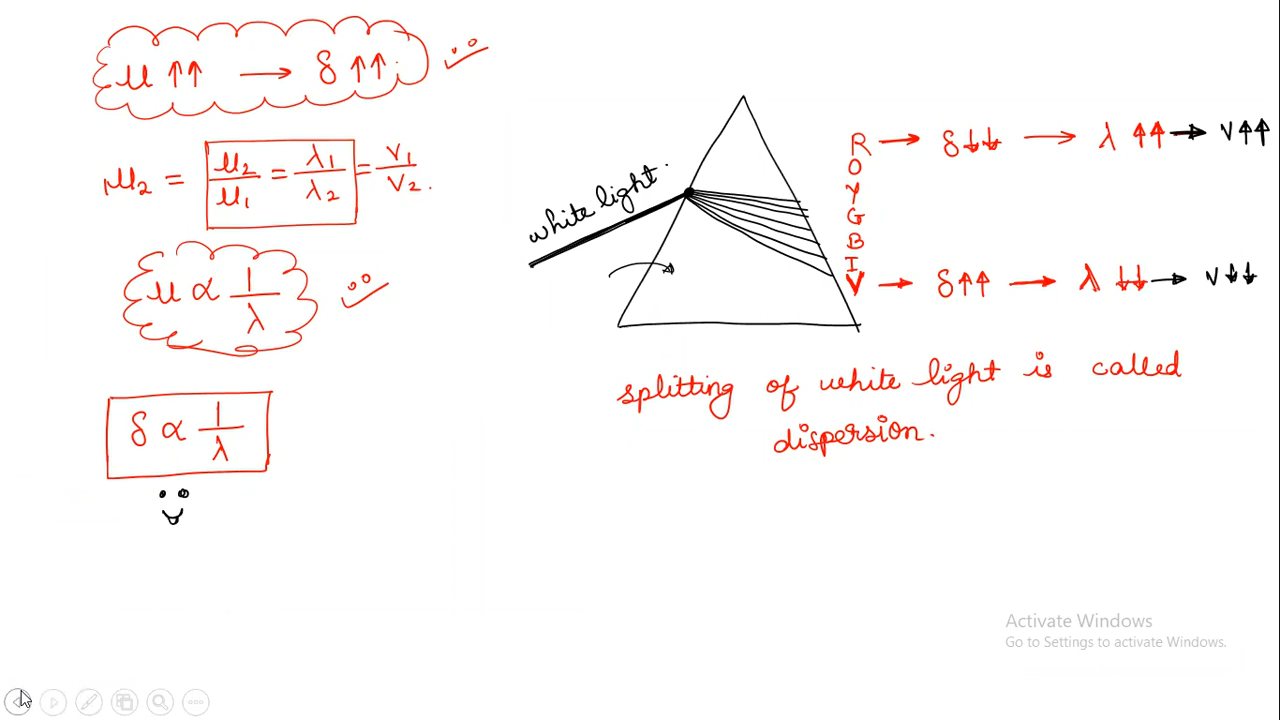 μ ↑↑ → δ ↑↑.
μ2 = μ2/μ1 = λ1/λ2 = v1/v2.
μ ∝ 1/λ
δ ∝ 1/λ
white light.
R → δ ↓↓ → λ ↑↑ → v ↑↑
O
Y
G
B
I
V → δ ↑↑ → λ ↓↓ → v ↓↓
splitting of white light is called
dispersion.
Activate Windows
Go to Settings to activate Windows.